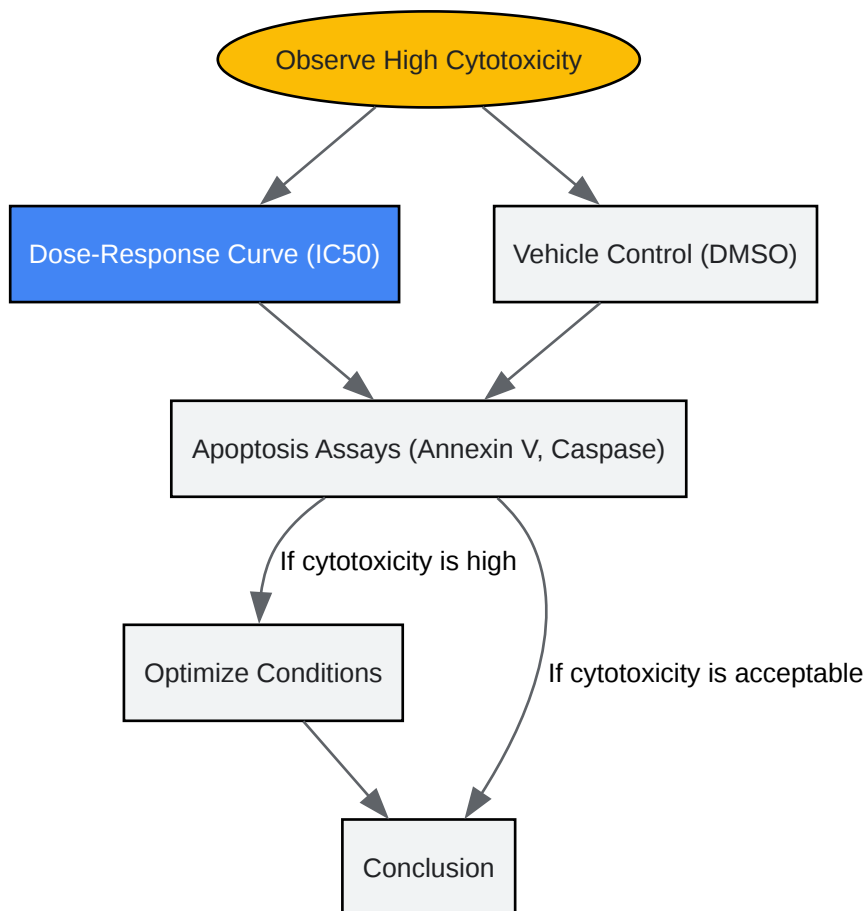 Observe High Cytotoxicity
Dose-Response Curve (IC50)
Vehicle Control (DMSO)
Apoptosis Assays (Annexin V, Caspase)
If cytotoxicity is high
Optimize Conditions
If cytotoxicity is acceptable
Conclusion